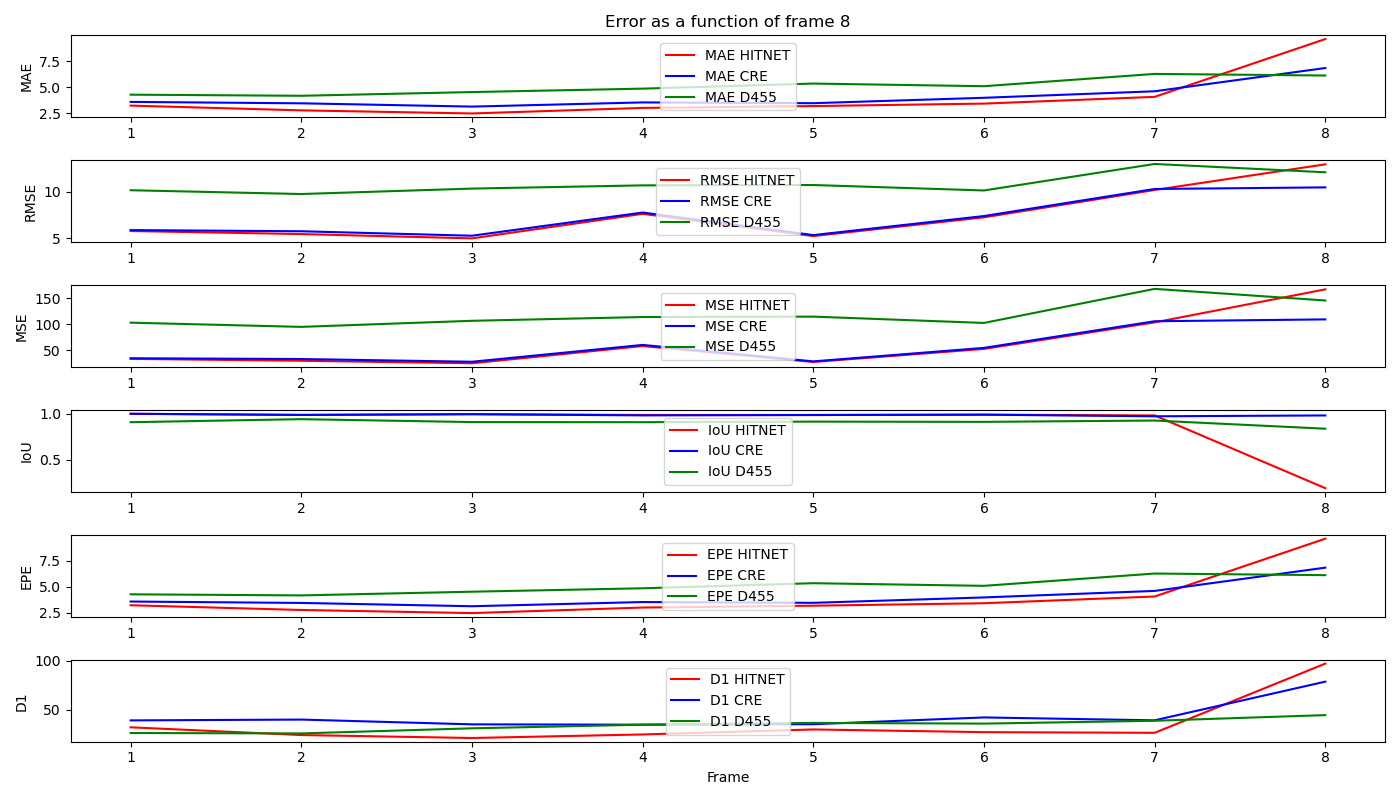 Error as a function of frame 8
MAE
7.5
5.0
2.5
MAE HITNET
MAE CRE
MAE D455
1 2 3 4 5 6 7 8
RMSE
10
5
RMSE HITNET
RMSE CRE
RMSE D455
1 2 3 4 5 6 7 8
MSE
150
100
50
MSE HITNET
MSE CRE
MSE D455
1 2 3 4 5 6 7 8
IoU
1.0
0.5
IoU HITNET
IoU CRE
IoU D455
1 2 3 4 5 6 7 8
EPE
7.5
5.0
2.5
EPE HITNET
EPE CRE
EPE D455
1 2 3 4 5 6 7 8
D1
100
50
D1 HITNET
D1 CRE
D1 D455
1 2 3 4 5 6 7 8
Frame